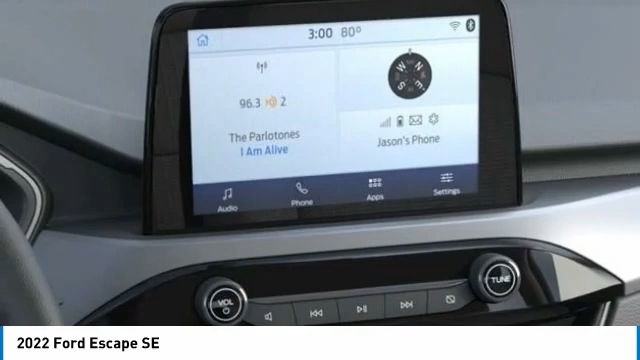 3:00 80°
96.3 2
The Parlotones
I Am Alive
N
W E
S
Jason's Phone
Audio Phone Apps Settings
VOL TUNE
2022 Ford Escape SE